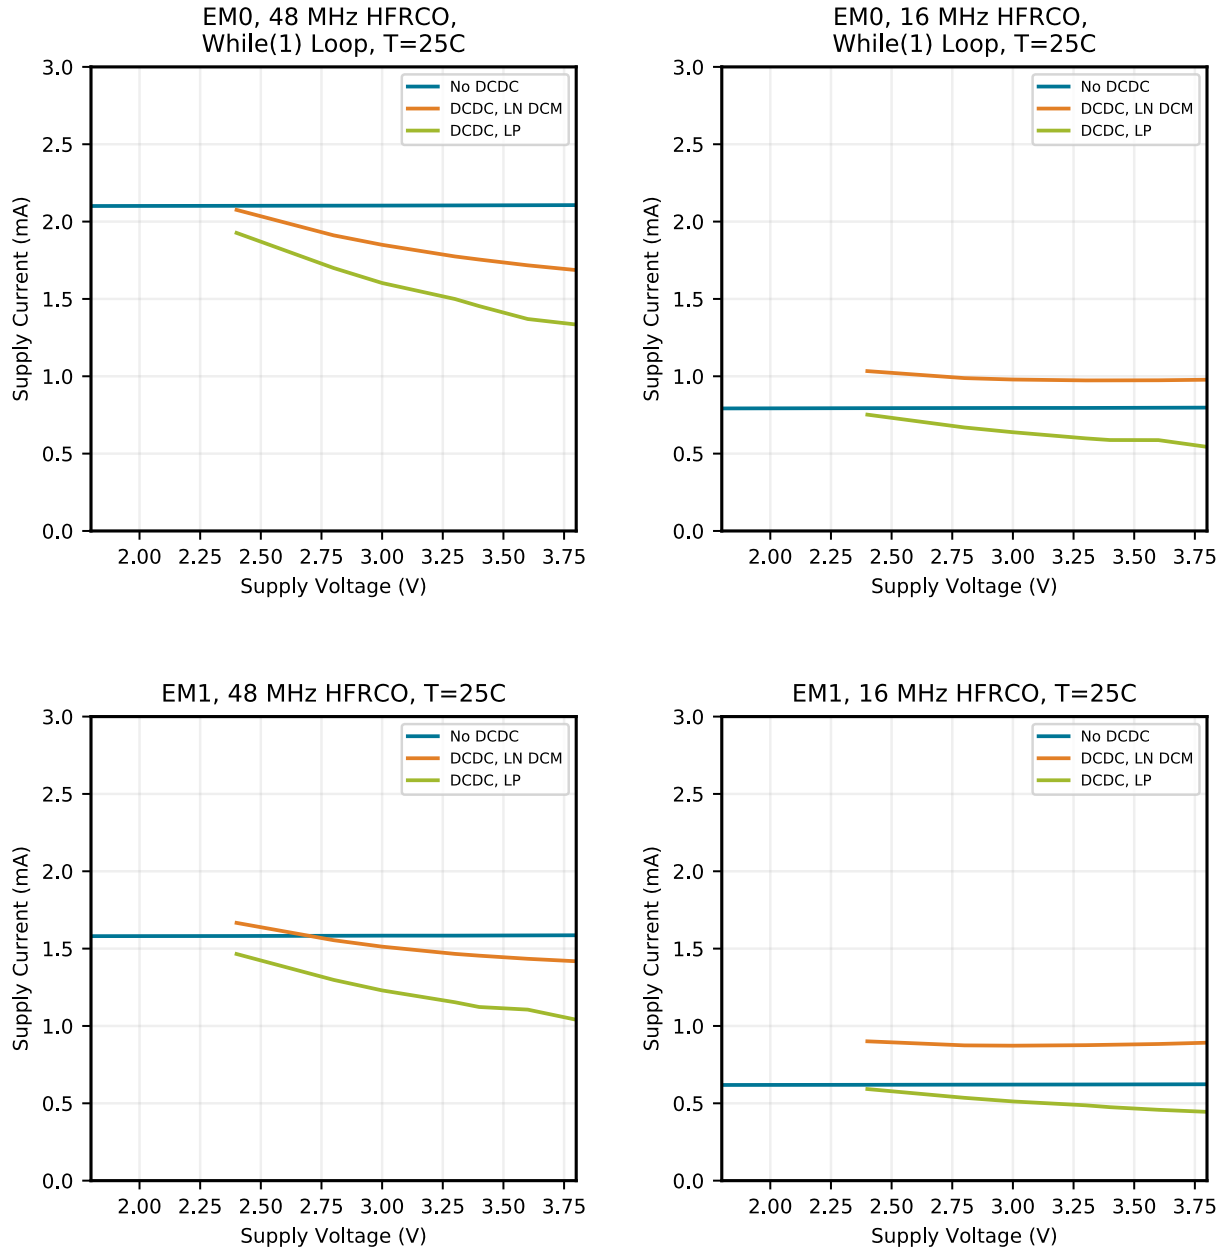 EM0, 48 MHz HFRCO,
While(1) Loop, T=25C
3.0
2.5
2.0
1.5
1.0
0.5
0.0
Supply Current (mA)
No DCDC
DCDC, LN DCM
DCDC, LP
2.00 2.25 2.50 2.75 3.00 3.25 3.50 3.75
Supply Voltage (V)
EM0, 16 MHz HFRCO,
While(1) Loop, T=25C
3.0
2.5
2.0
1.5
1.0
0.5
0.0
Supply Current (mA)
No DCDC
DCDC, LN DCM
DCDC, LP
2.00 2.25 2.50 2.75 3.00 3.25 3.50 3.75
Supply Voltage (V)
EM1, 48 MHz HFRCO, T=25C
3.0
2.5
2.0
1.5
1.0
0.5
0.0
Supply Current (mA)
No DCDC
DCDC, LN DCM
DCDC, LP
2.00 2.25 2.50 2.75 3.00 3.25 3.50 3.75
Supply Voltage (V)
EM1, 16 MHz HFRCO, T=25C
3.0
2.5
2.0
1.5
1.0
0.5
0.0
Supply Current (mA)
No DCDC
DCDC, LN DCM
DCDC, LP
2.00 2.25 2.50 2.75 3.00 3.25 3.50 3.75
Supply Voltage (V)